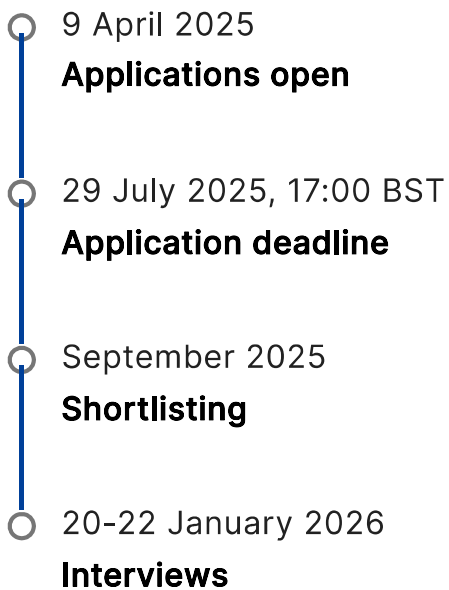 9 April 2025
Applications open
29 July 2025, 17:00 BST
Application deadline
September 2025
Shortlisting
20-22 January 2026
Interviews